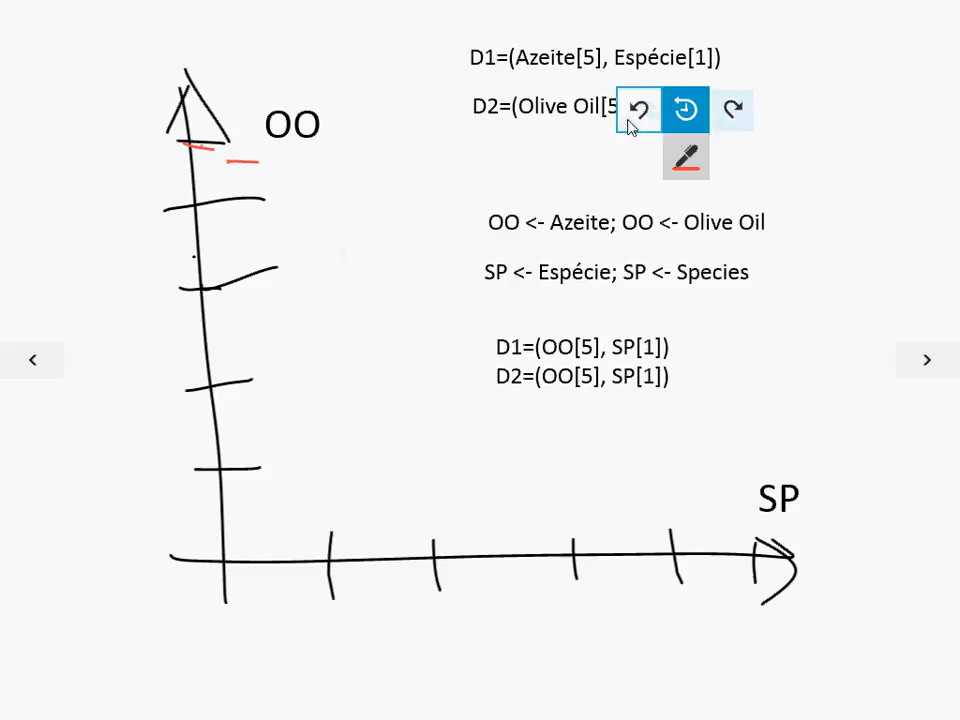 D1=(Azeite[5], Espécie[1])
OO
D2=(Olive Oil[5
OO <- Azeite; OO <- Olive Oil
SP <- Espécie; SP <- Species
D1=(OO[5], SP[1])
D2=(OO[5], SP[1])
SP